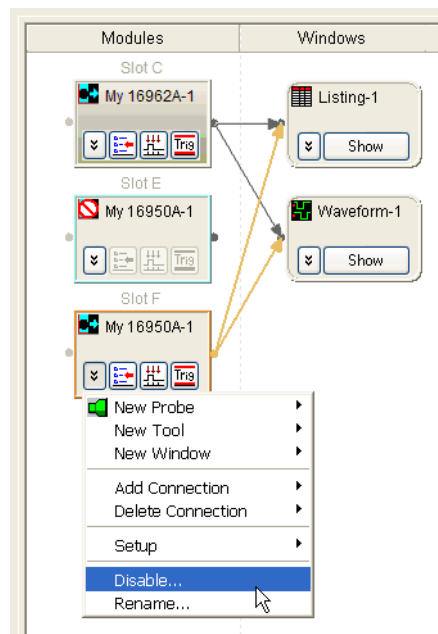 Modules Windows
Slot C
My 16962A-1
Trig
Listing-1
Show
Slot E
My 16950A-1
Trig
Waveform-1
Show
Slot F
My 16950A-1
Trig
New Probe
New Tool
New Window
Add Connection
Delete Connection
Setup
Disable...
Rename...